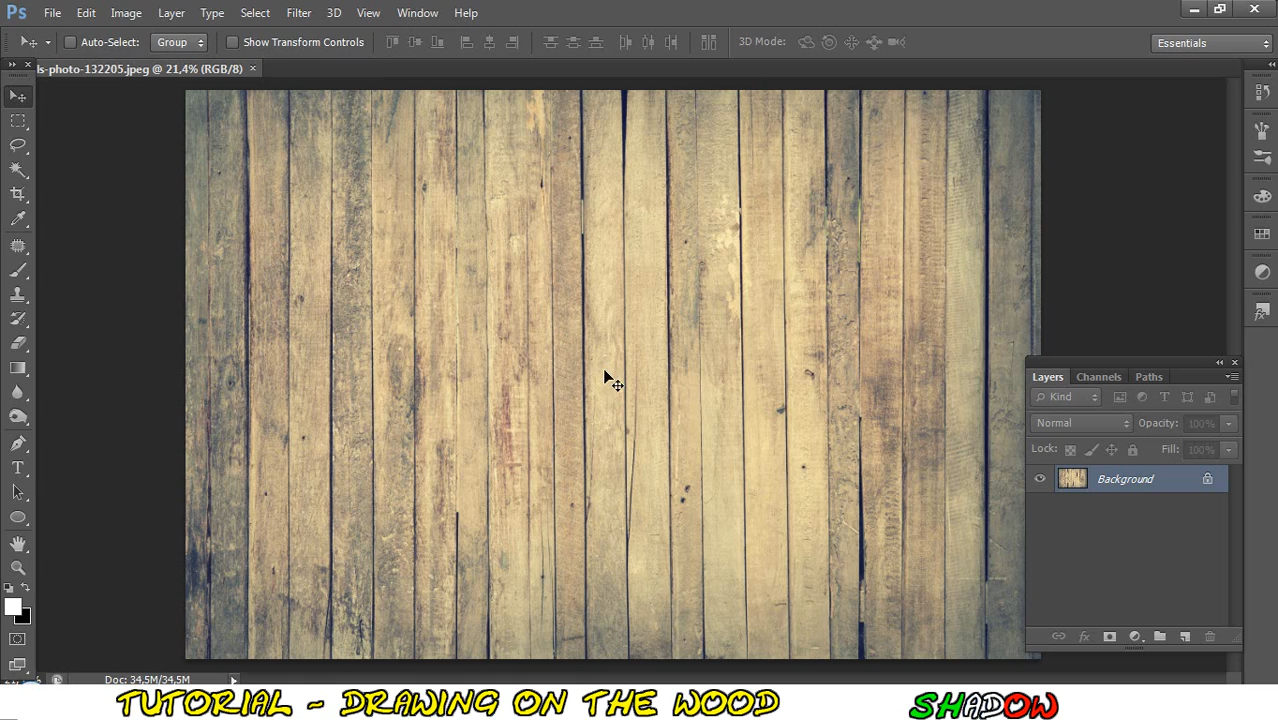 Ps File Edit Image Layer Type Select Filter 3D View Window Help
Auto-Select: Group Show Transform Controls 3D Mode: Essentials
ls-photo-132205.jpeg @ 21,4% (RGB/8) ×
Layers Channels Paths
Kind
Normal Opacity: 100%
Lock: Fill: 100%
Background
Doc: 34,5M/34,5M
TUTORIAL - DRAWING ON THE WOOD SHADOW